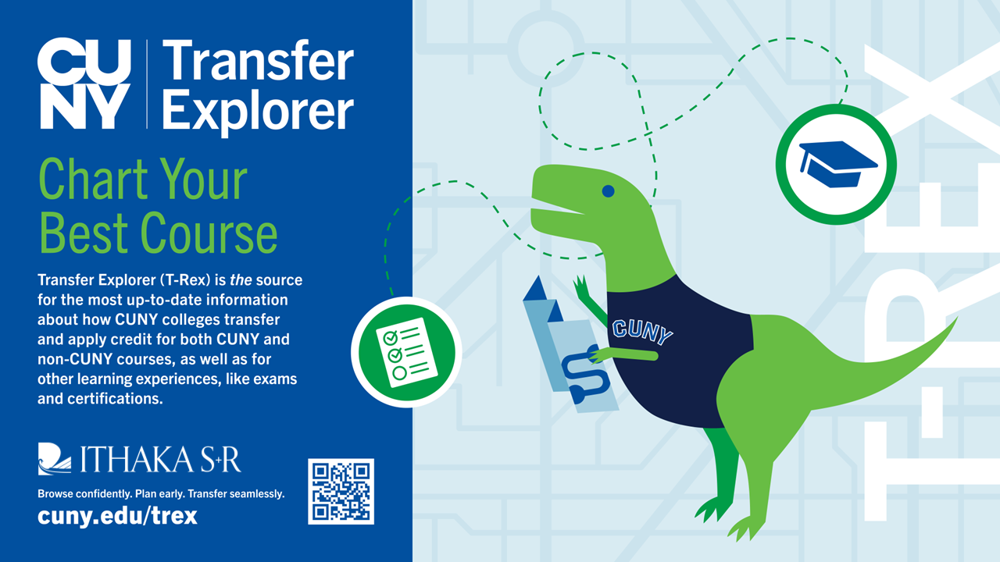 CU
NY
Transfer
Explorer
Chart Your
Best Course
Transfer Explorer (T-Rex) is the source
for the most up-to-date information
about how CUNY colleges transfer
and apply credit for both CUNY and
non-CUNY courses, as well as for
other learning experiences, like exams
and certifications.
ITHAKA S+R
Browse confidently. Plan early. Transfer seamlessly.
cuny.edu/trex
CUNY
T-REX